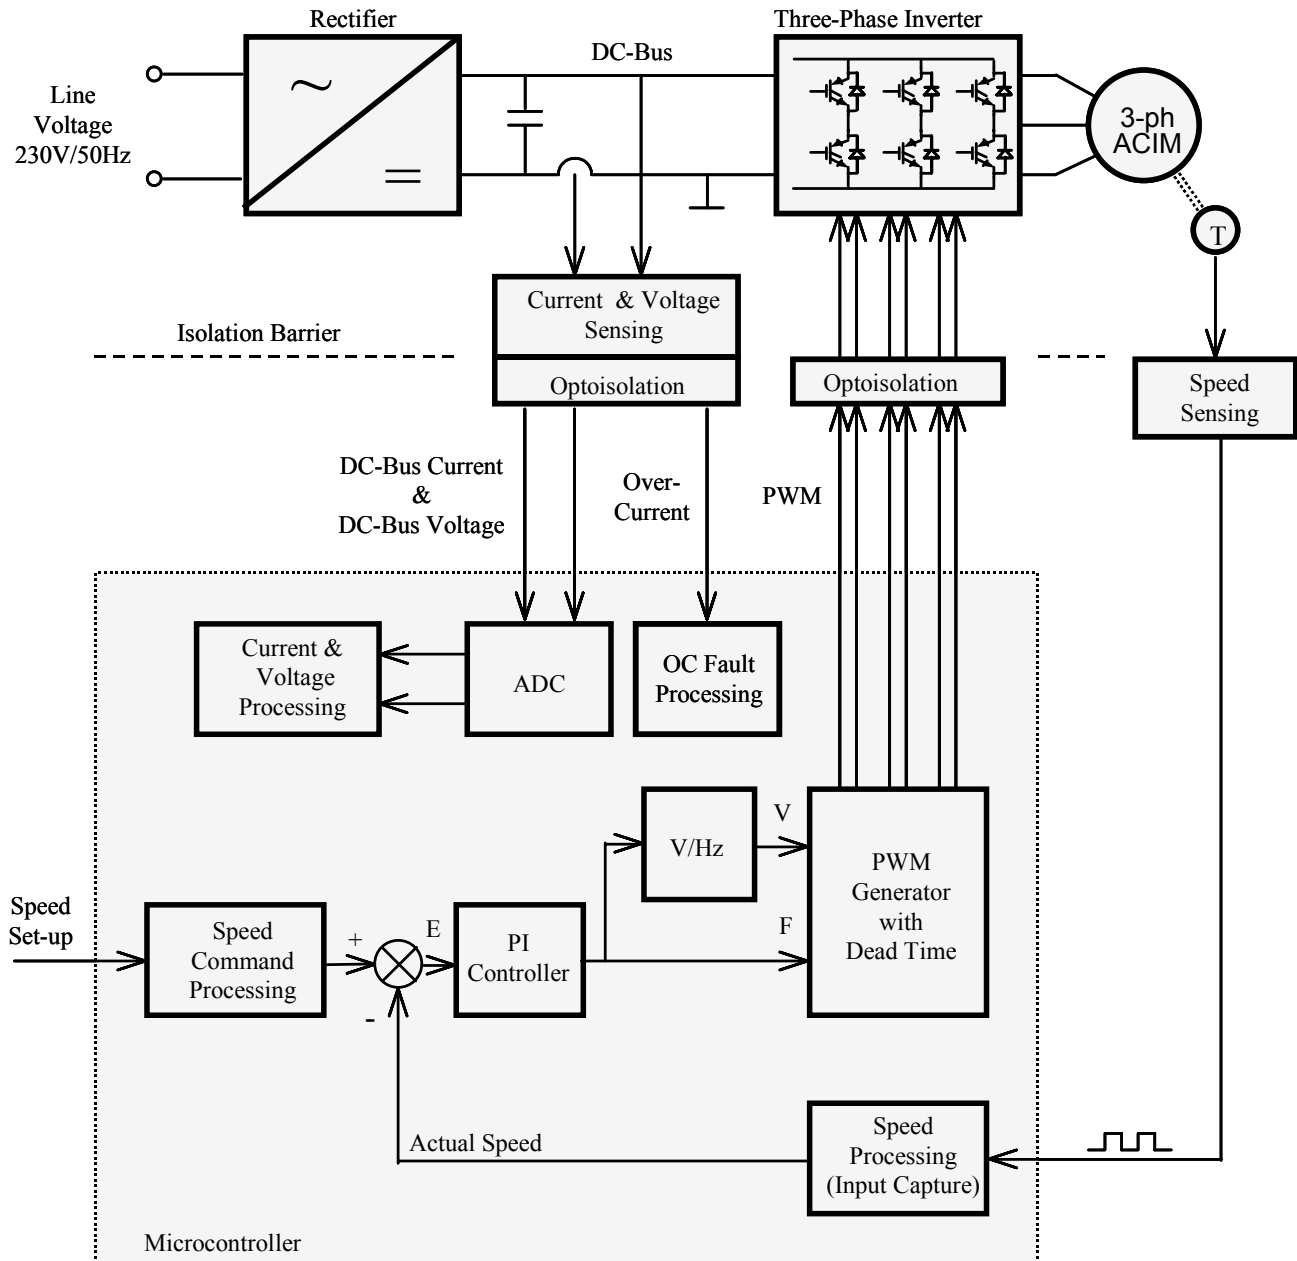 Rectifier
Three-Phase Inverter
DC-Bus
Line
Voltage
230V/50Hz
3-ph
ACIM
T
Current & Voltage
Sensing
Isolation Barrier
Optoisolation
Optoisolation
Speed
Sensing
DC-Bus Current
&
DC-Bus Voltage
Over-
Current
PWM
Current &
Voltage
Processing
ADC
OC Fault
Processing
V/Hz
V
PWM
Generator
with
Dead Time
Speed
Set-up
Speed
Command
Processing
+
E
PI
Controller
F
-
Actual Speed
Speed
Processing
(Input Capture)
Microcontroller